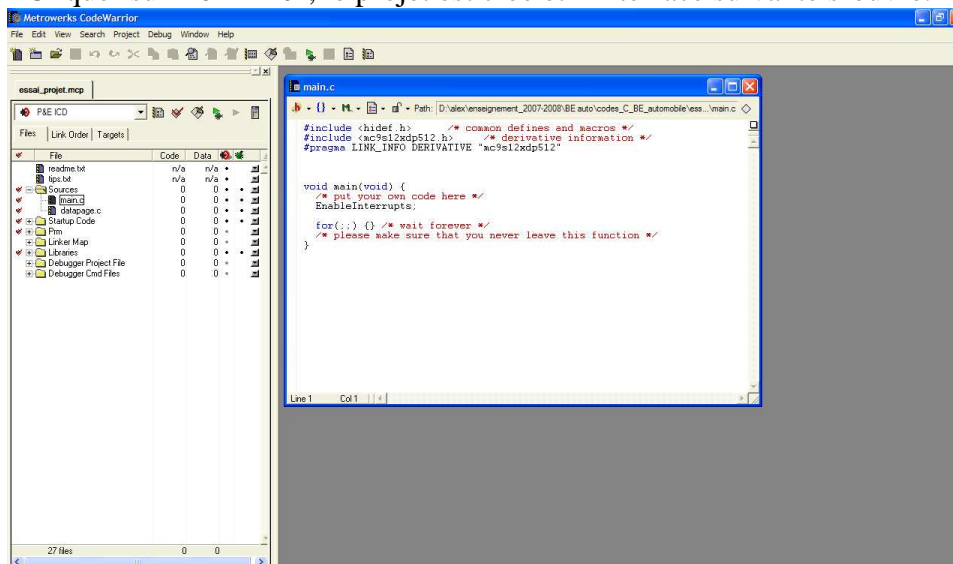 Metrowerks CodeWarrior
File Edit View Search Project Debug Window Help
essai_projet.mcp
P&E ICD
Files Link Order Targets
File Code Data
readme.txt n/a n/a
tips.txt n/a n/a
Sources 0 0
main.c 0 0
datapage.c 0 0
Startup Code 0 0
Prm 0 0
Linker Map 0 0
Libraries 0 0
Debugger Project File 0 0
Debugger Cmd Files 0 0
27 files 0 0
main.c
Path: D:\alex\enseignement_2007-2008\BE auto\codes_C_BE_automobile\ess...\main.c
#include <hidef.h> /* common defines and macros */
#include <mc9s12xdp512.h> /* derivative information */
#pragma LINK_INFO DERIVATIVE "mc9s12xdp512"
void main(void) {
/* put your own code here */
EnableInterrupts;
for(;;) {} /* wait forever */
/* please make sure that you never leave this function */
}
Line 1 Col 1